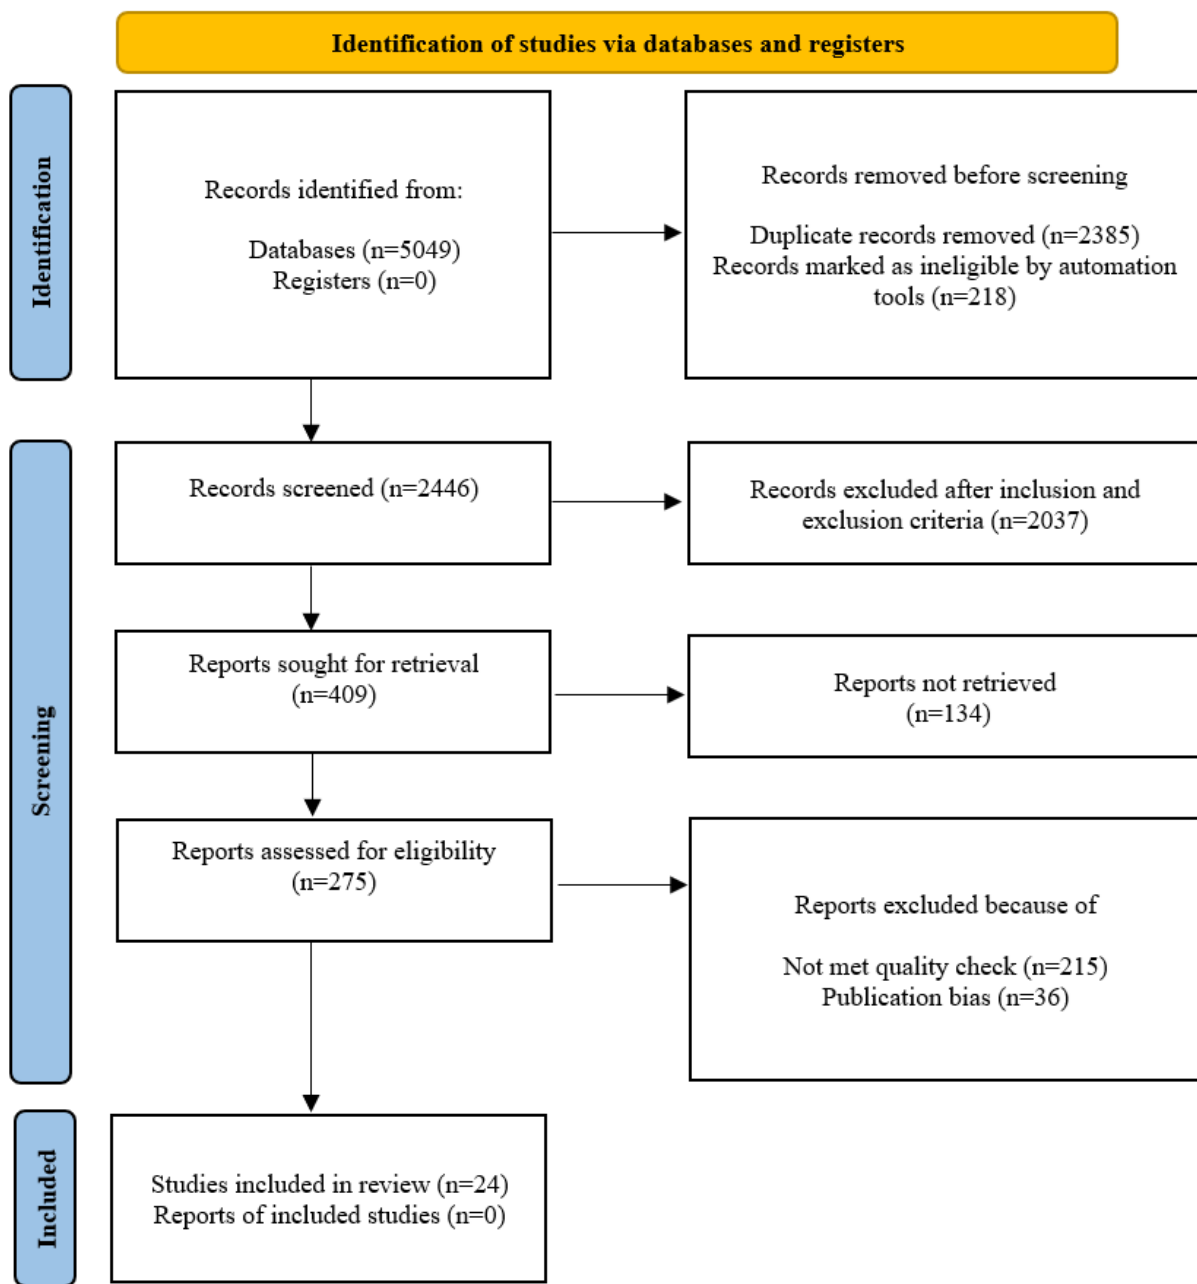 Identification of studies via databases and registers
Identification
Records identified from:
Databases (n=5049)
Registers (n=0)
Records removed before screening
Duplicate records removed (n=2385)
Records marked as ineligible by automation
tools (n=218)
Screening
Records screened (n=2446)
Records excluded after inclusion and
exclusion criteria (n=2037)
Reports sought for retrieval
(n=409)
Reports not retrieved
(n=134)
Reports assessed for eligibility
(n=275)
Reports excluded because of
Not met quality check (n=215)
Publication bias (n=36)
Included
Studies included in review (n=24)
Reports of included studies (n=0)